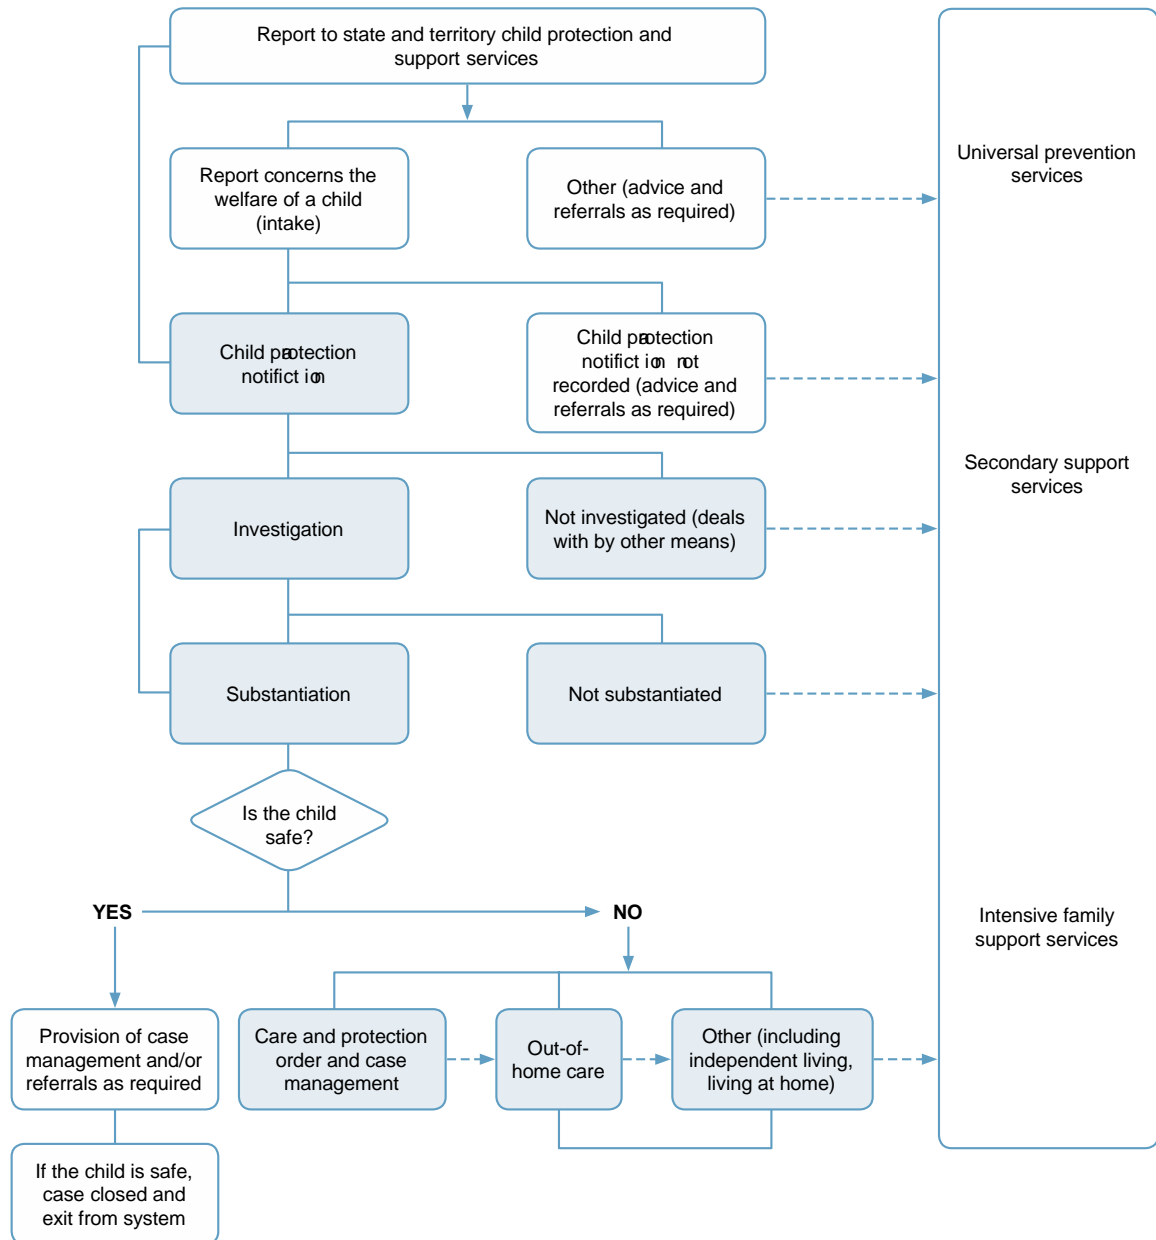 Report to state and territory child protection and
support services
Report concerns the
welfare of a child
(intake)
Other (advice and
referrals as required)
Universal prevention
services
Child protection
notifict ion
Child protection
notifict ion not
recorded (advice and
referrals as required)
Secondary support
services
Investigation
Not investigated (deals
with by other means)
Substantiation
Not substantiated
Is the child
safe?
YES
NO
Intensive family
support services
Provision of case
management and/or
referrals as required
Care and protection
order and case
management
Out-of-
home care
Other (including
independent living,
living at home)
If the child is safe,
case closed and
exit from system